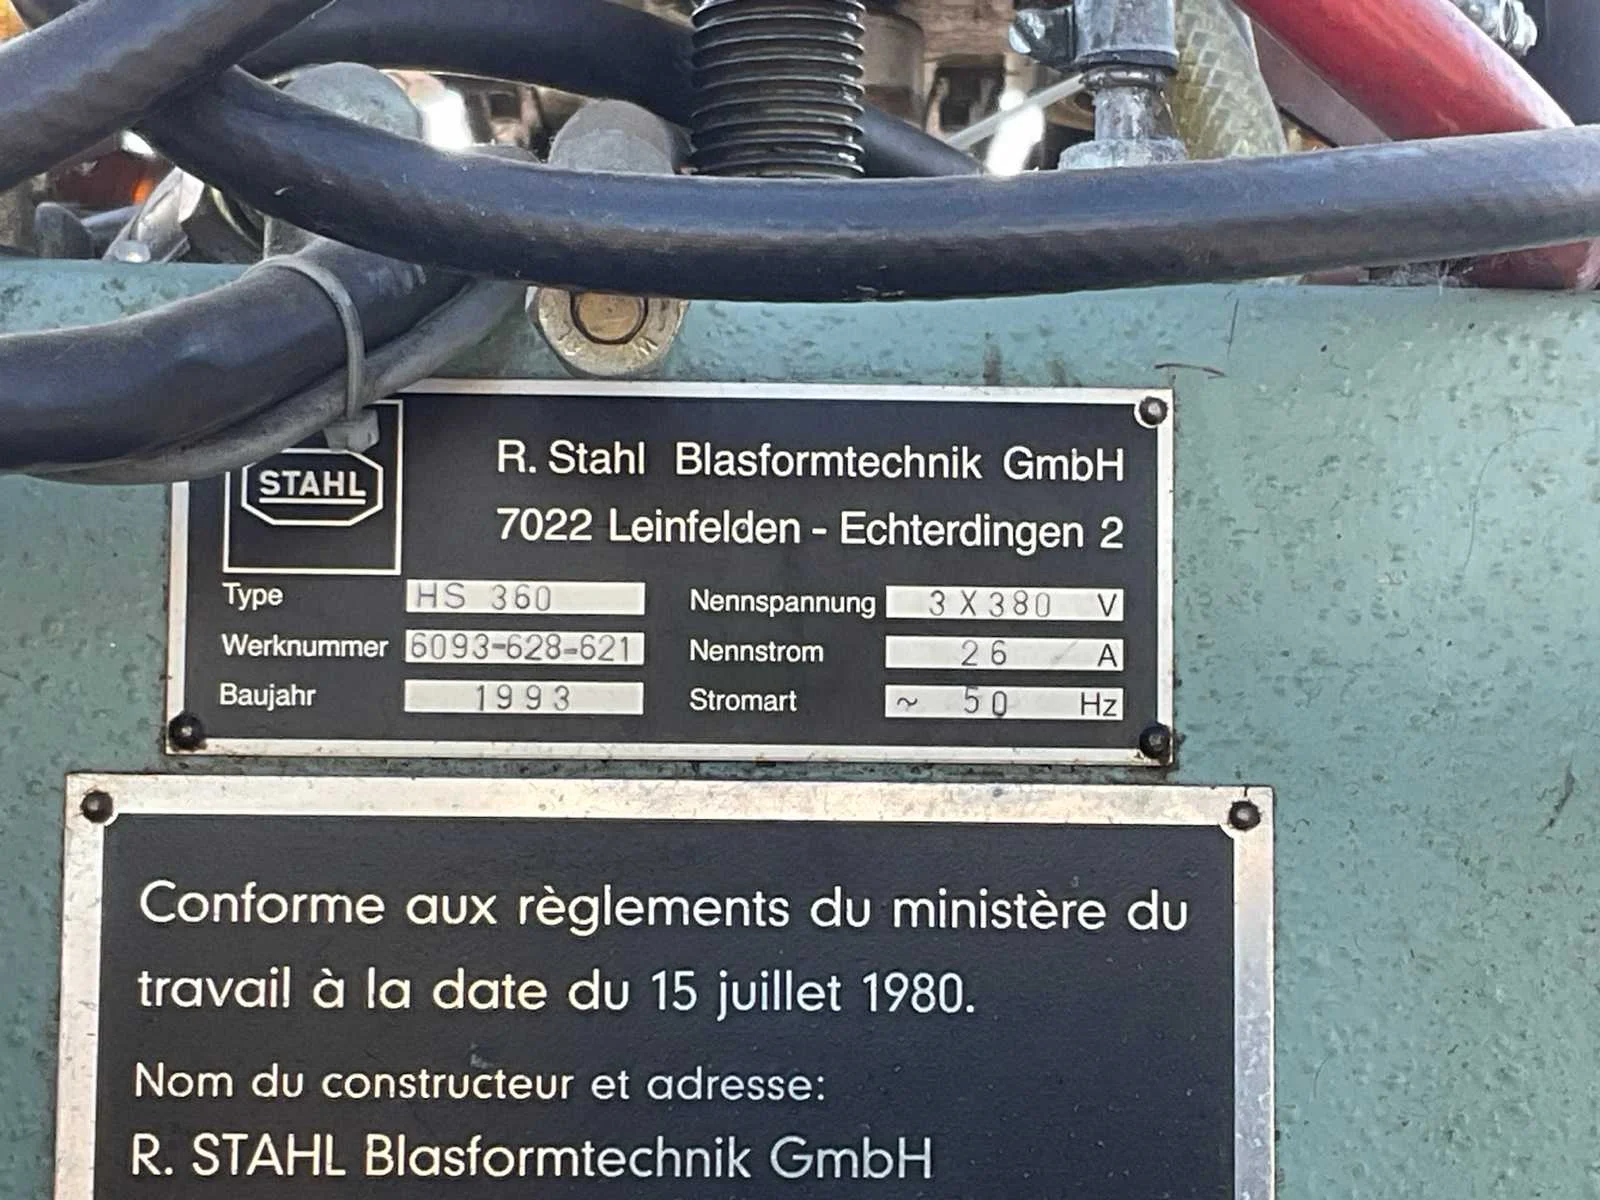 STAHL
R. Stahl Blasformtechnik GmbH
7022 Leinfelden - Echterdingen 2
Type HS 360
Werknummer 6093-628-621
Baujahr 1993
Nennspannung 3 X 380 V
Nennstrom 26 A
Stromart ~ 50 Hz
Conforme aux règlements du ministère du
travail à la date du 15 juillet 1980.
Nom du constructeur et adresse:
R. STAHL Blasformtechnik GmbH